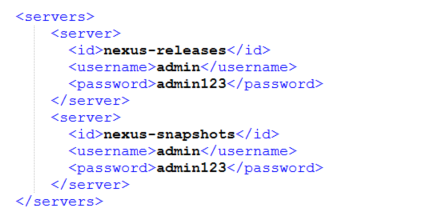 <servers>
<server>
<id>nexus-releases</id>
<username>admin</username>
<password>admin123</password>
</server>
<server>
<id>nexus-snapshots</id>
<username>admin</username>
<password>admin123</password>
</server>
</servers>